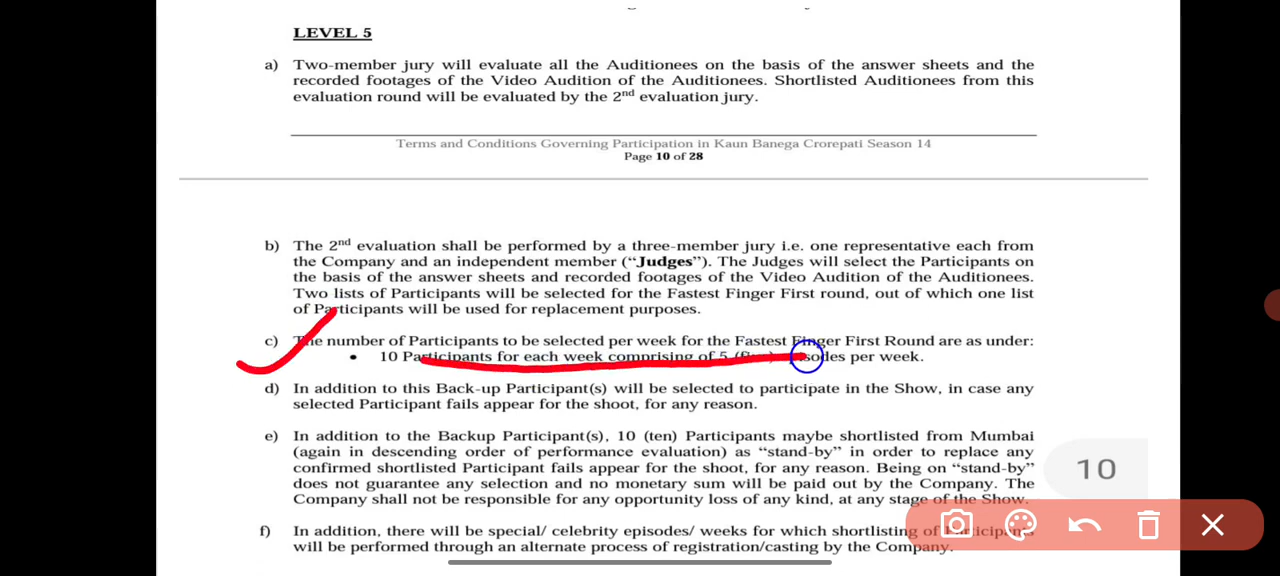 LEVEL 5
a) Two-member jury will evaluate all the Auditionees on the basis of the answer sheets and the
recorded footages of the Video Audition of the Auditionees. Shortlisted Auditionees from this
evaluation round will be evaluated by the 2nd evaluation jury.
Terms and Conditions Governing Participation in Kaun Banega Crorepati Season 14
Page 10 of 28
b) The 2nd evaluation shall be performed by a three-member jury i.e. one representative each from
the Company and an independent member (“Judges”). The Judges will select the Participants on
the basis of the answer sheets and recorded footages of the Video Audition of the Auditionees.
Two lists of Participants will be selected for the Fastest Finger First round, out of which one list
of Participants will be used for replacement purposes.
c) The number of Participants to be selected per week for the Fastest Finger First Round are as under:
• 10 Participants for each week comprising of 5 (five) episodes per week.
d) In addition to this Back-up Participant(s) will be selected to participate in the Show, in case any
selected Participant fails appear for the shoot, for any reason.
e) In addition to the Backup Participant(s), 10 (ten) Participants maybe shortlisted from Mumbai
(again in descending order of performance evaluation) as “stand-by” in order to replace any
confirmed shortlisted Participant fails appear for the shoot, for any reason. Being on “stand-by”
does not guarantee any selection and no monetary sum will be paid out by the Company. The
Company shall not be responsible for any opportunity loss of any kind, at any stage of the Show.
10
f) In addition, there will be special/ celebrity episodes/ weeks for which shortlisting of Participants
will be performed through an alternate process of registration/casting by the Company.